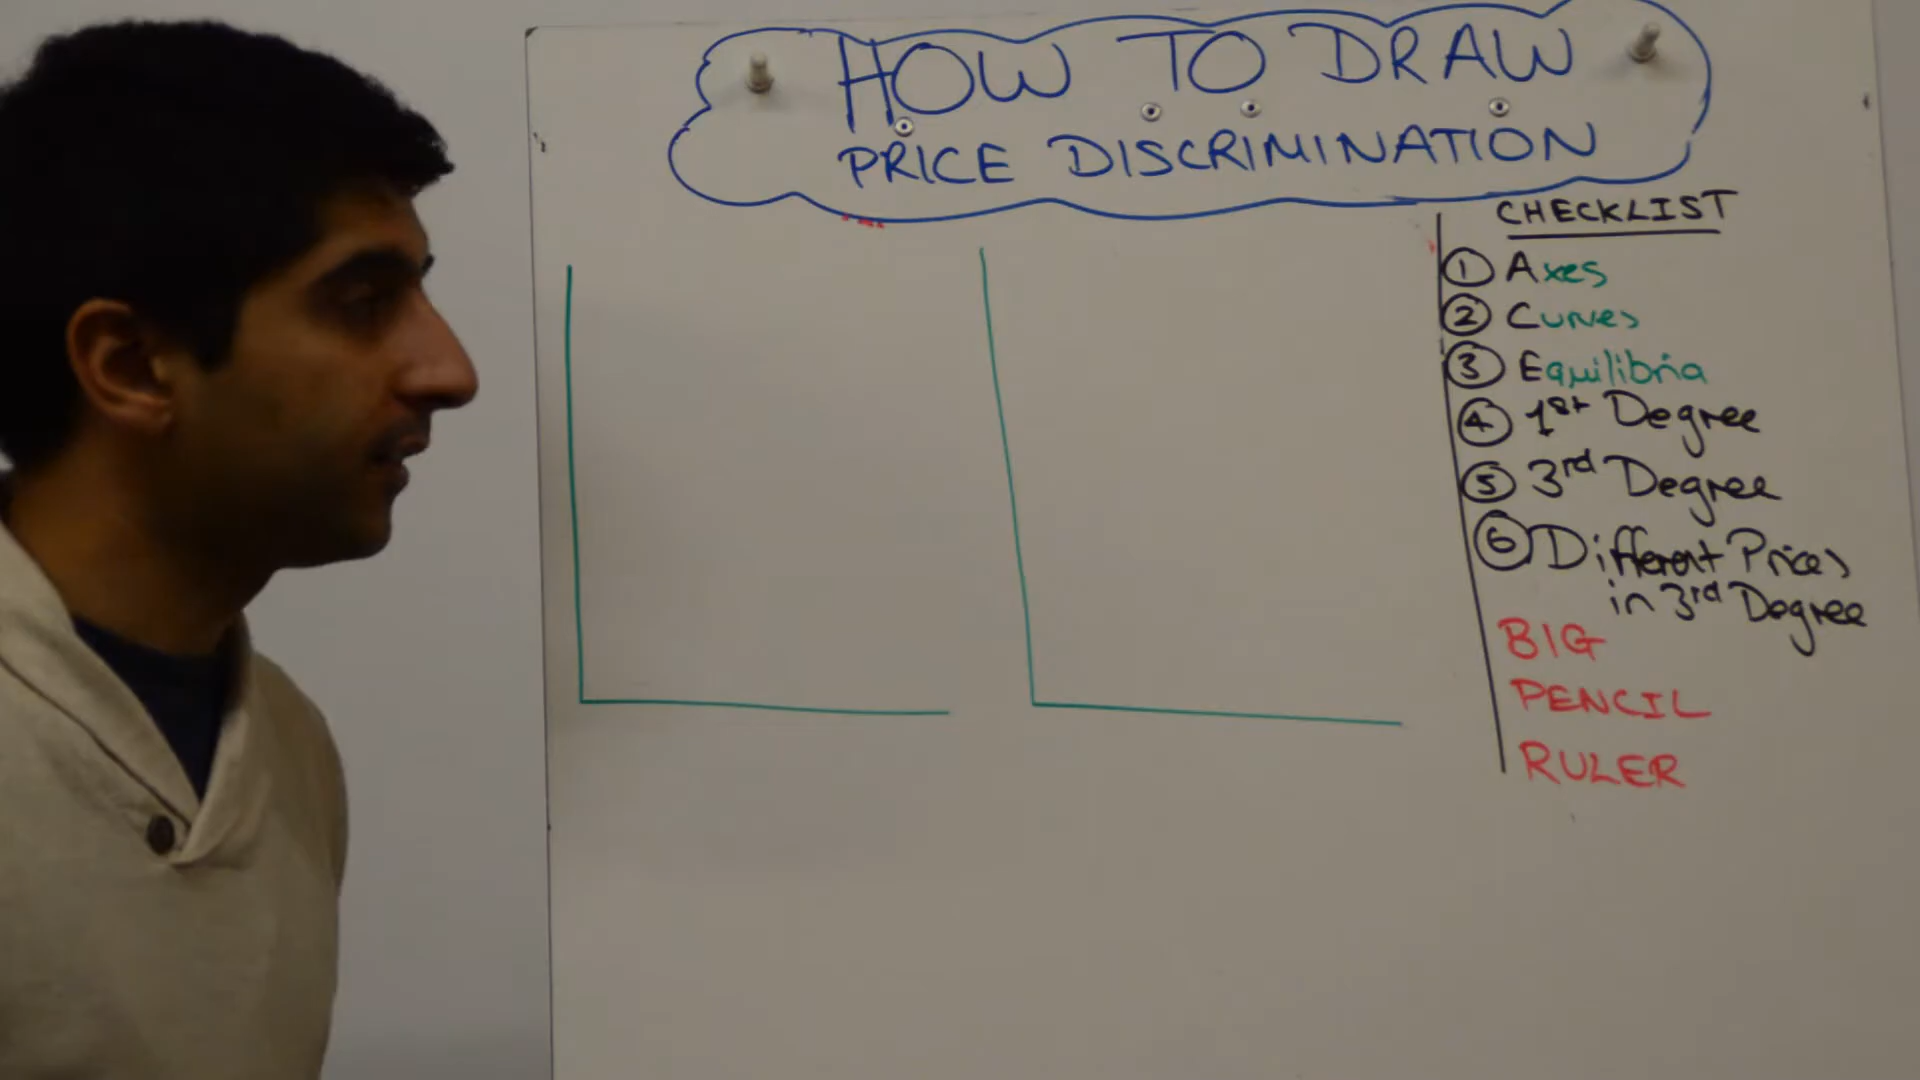 HOW TO DRAW
PRICE DISCRIMINATION
CHECKLIST
1 Axes
2 Curves
3 Equilibria
4 1st Degree
5 3rd Degree
6 Different Prices
in 3rd Degree
BIG
PENCIL
RULER